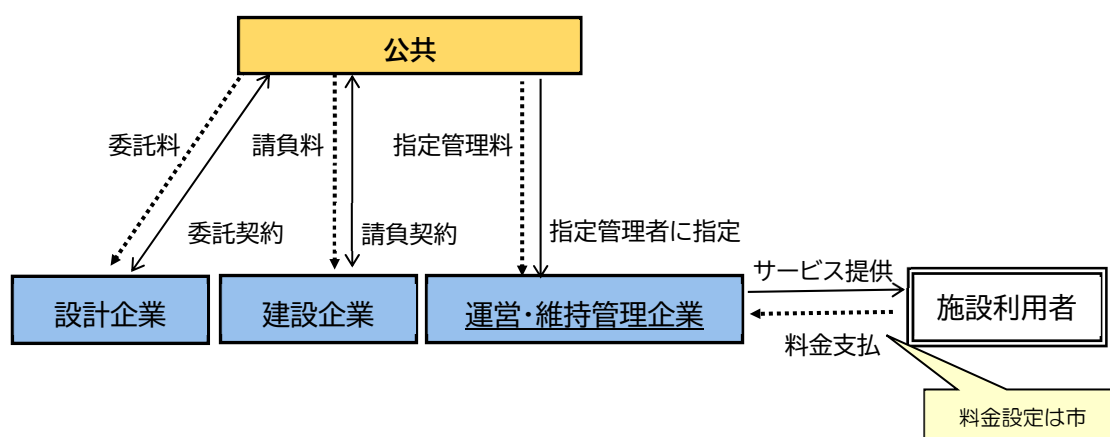 公共
委託料
請負料
指定管理料
委託契約
請負契約
指定管理者に指定
設計企業
建設企業
運営・維持管理企業
サービス提供
料金支払
施設利用者
料金設定は市